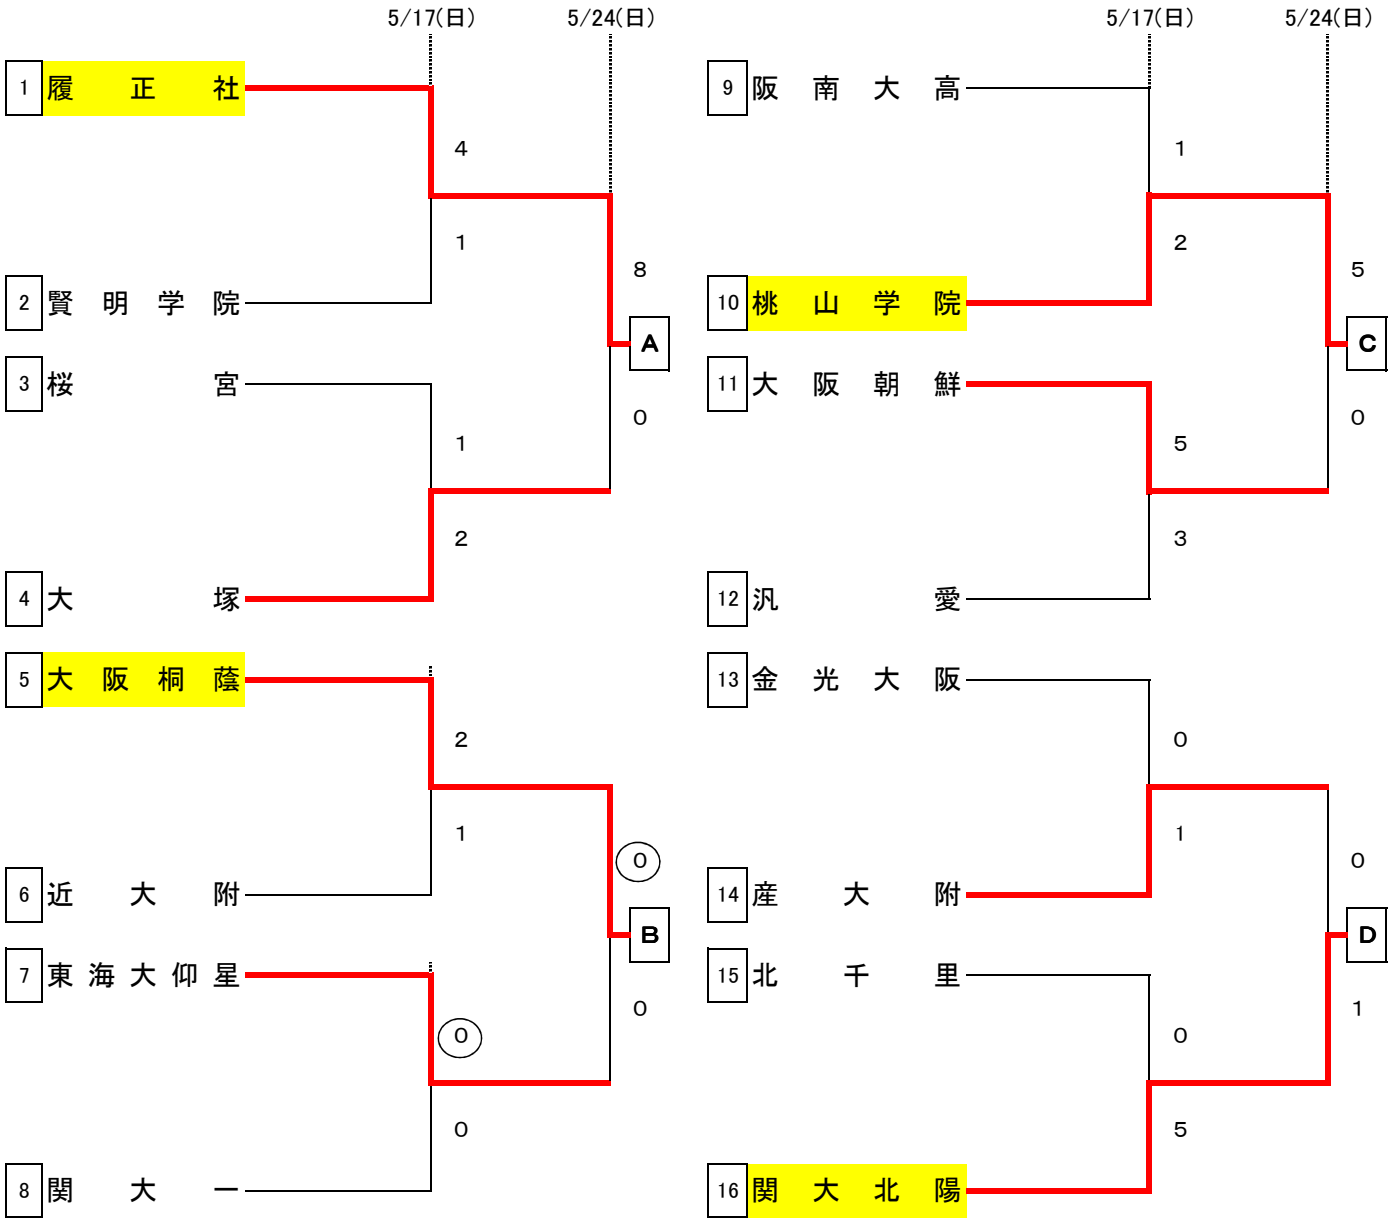 5/17(日) 5/24(日)
1 履正社
4
1
2 賢明学院
8
A
0
3 桜宮
1
2
4 大塚
5 大阪桐蔭
2
1
6 近大附
0
B
0
7 東海大仰星
0
0
8 関大一
5/17(日) 5/24(日)
9 阪南大高
1
2
10 桃山学院
5
C
0
11 大阪朝鮮
5
3
12 汎愛
13 金光大阪
0
1
14 産大附
0
D
1
15 北千里
0
5
16 関大北陽